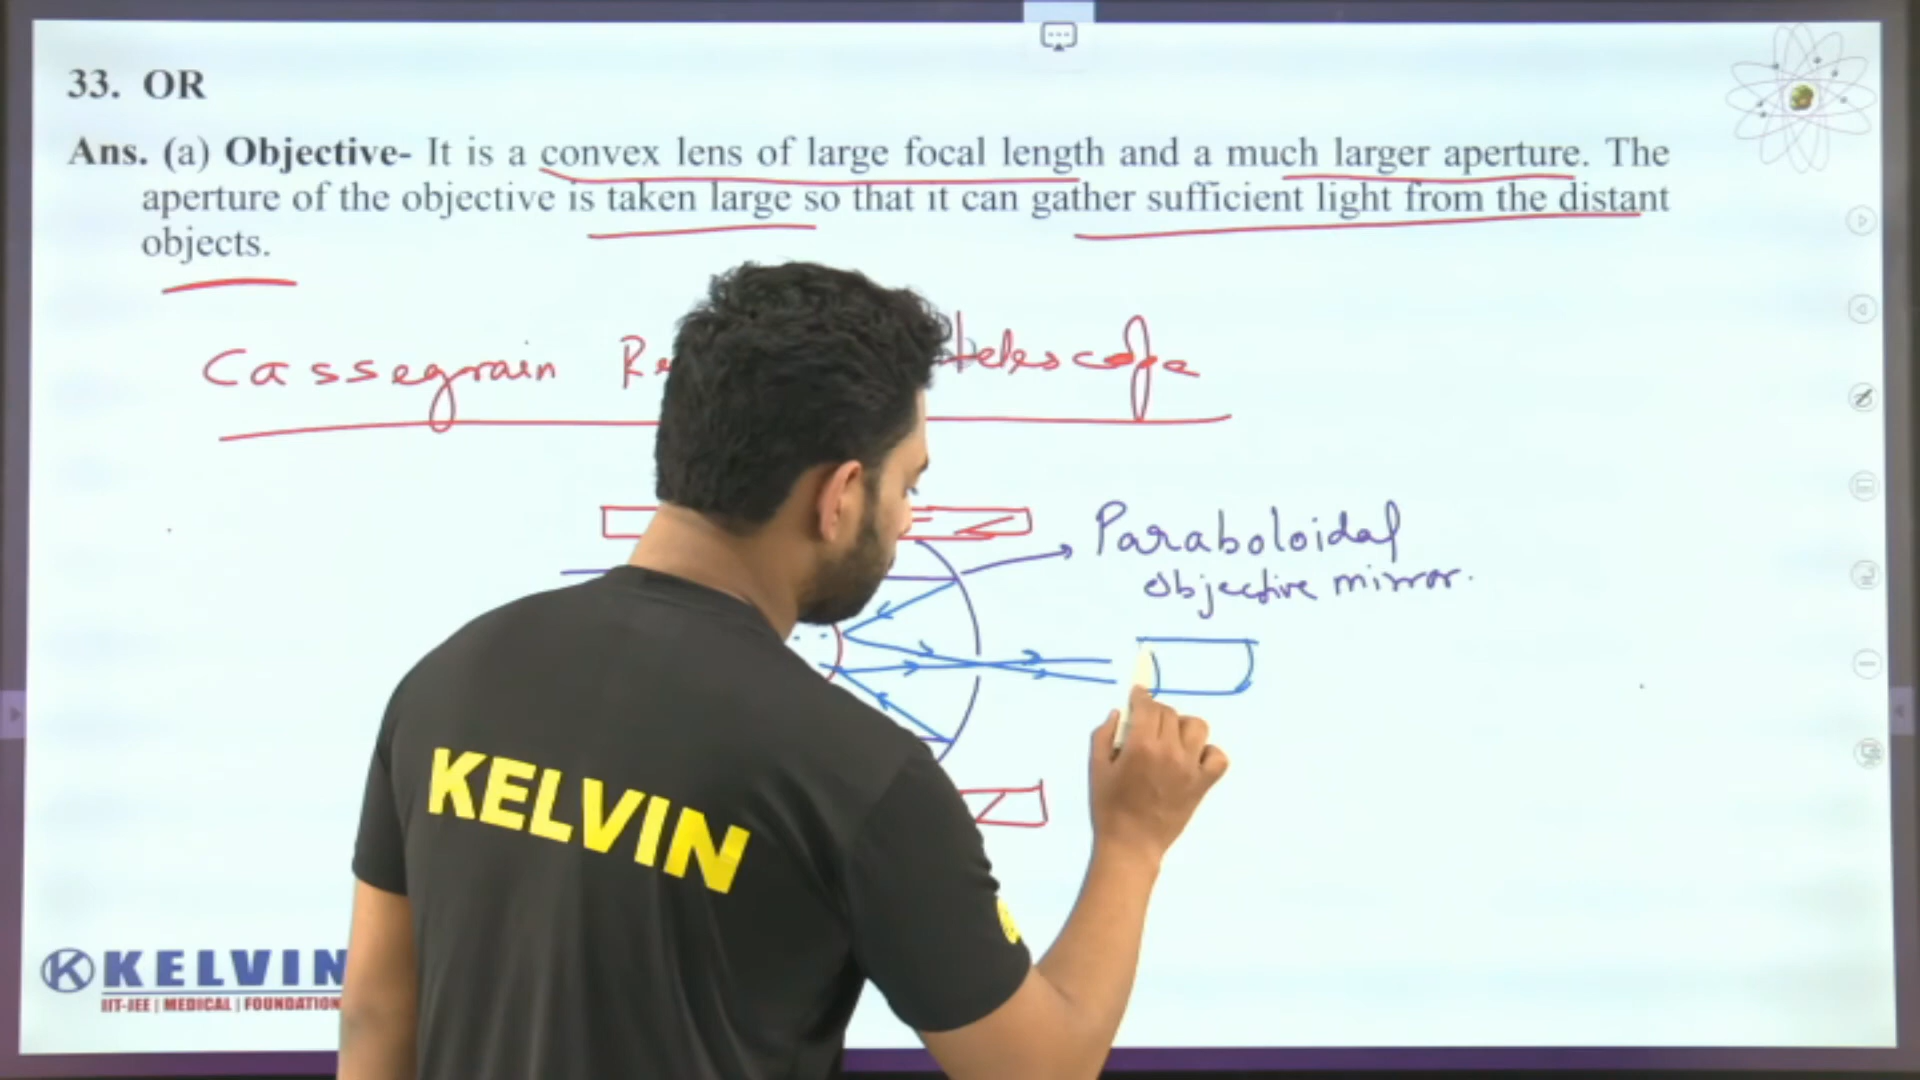 33. OR
Ans. (a) Objective- It is a convex lens of large focal length and a much larger aperture. The
aperture of the objective is taken large so that it can gather sufficient light from the distant
objects.
Cassegrain Re telescope
Paraboloidal
objective mirror.
KELVIN
KELVIN
IIT-JEE | MEDICAL | FOUNDATION